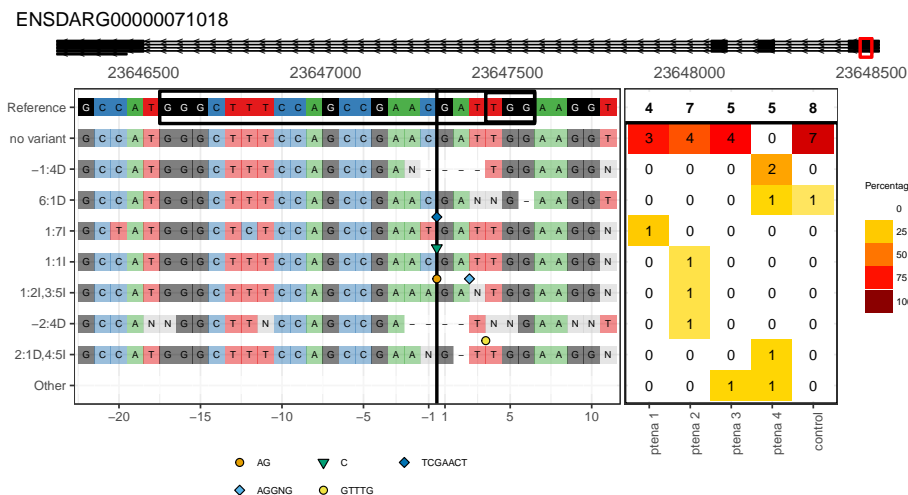 ENSDARG00000071018
23646500 23647000 23647500 23648000 23648500
Reference G C C A T G G G C T T T C C A G C C G A A C G A T T G G A A G G T 4 7 5 5 8
no variant G C C A T G G G C T T T C C A G C C G A A C G A T T G G A A G G T 3 4 4 0 7
−1:4D G C C A T G G G C T T T C C A G C C G A N − − − − T G G A A G G N 0 0 0 2 0
6:1D G C C A T G G G C T T T C C A G C C G A A C G A N N G − A A G G T 0 0 0 1 1
1:7I G C T A T G G G C T C T C C A G C C G A A T G A T T G G A A G G N 1 0 0 0 0
1:1I G C C A T G G G C T T T C C A G C C G A A C G A T T G G A A G G N 0 1 0 0 0
1:2I,3:5I G C C A T G G G C T T T C C A G C C G A A A G A N T G G A A G G N 0 1 0 0 0
−2:4D G C C A N N G G C T T N C C A G C C G A − − − − T N N G A A N N T 0 1 0 0 0
2:1D,4:5I G C C A T G G G C T T T C C A G C C G A A N G − T T G G A A G G N 0 0 0 1 0
Other 0 0 1 1 0
−20 −15 −10 −5 −1 1 5 10
ptena 1
ptena 2
ptena 3
ptena 4
control
Percentag
0
25
50
75
100
AG C TCGAACT
AGGNG GTTTG